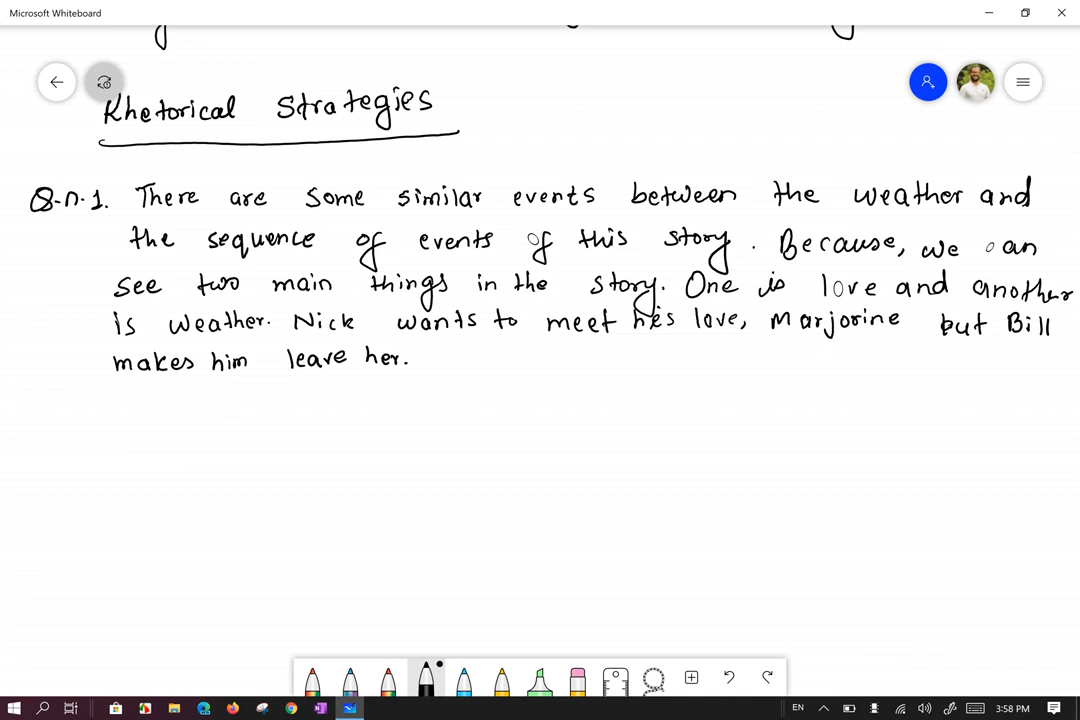 Microsoft Whiteboard
Rhetorical Strategies
Q.n.1. There are some similar events between the weather and
the sequence of events of this story. Because, we can
see two main things in the story. One is love and another
is weather. Nick wants to meet his love, Marjorine but Bill
makes him leave her.
EN 3:58 PM